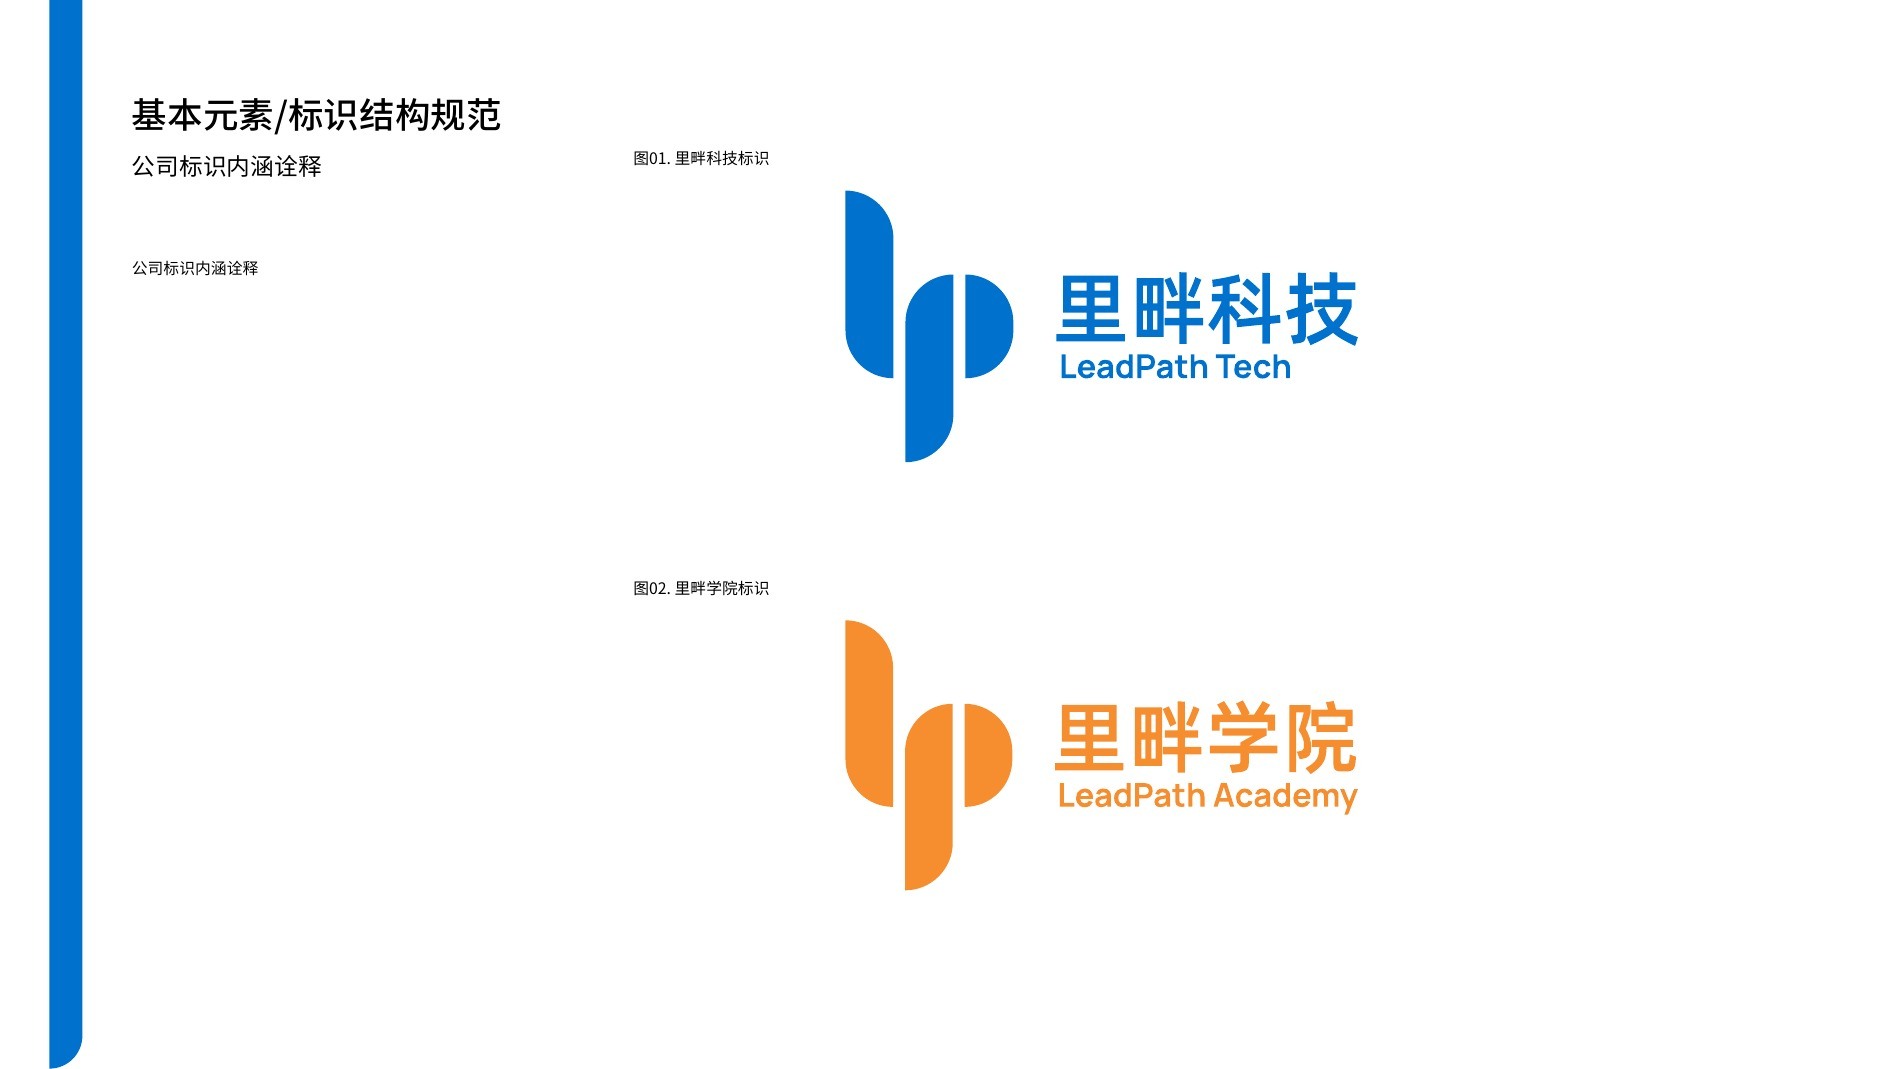 基本元素/标识结构规范
公司标识内涵诠释
公司标识内涵诠释
图01. 里畔科技标识
lp
里畔科技
LeadPath Tech
图02. 里畔学院标识
lp
里畔学院
LeadPath Academy